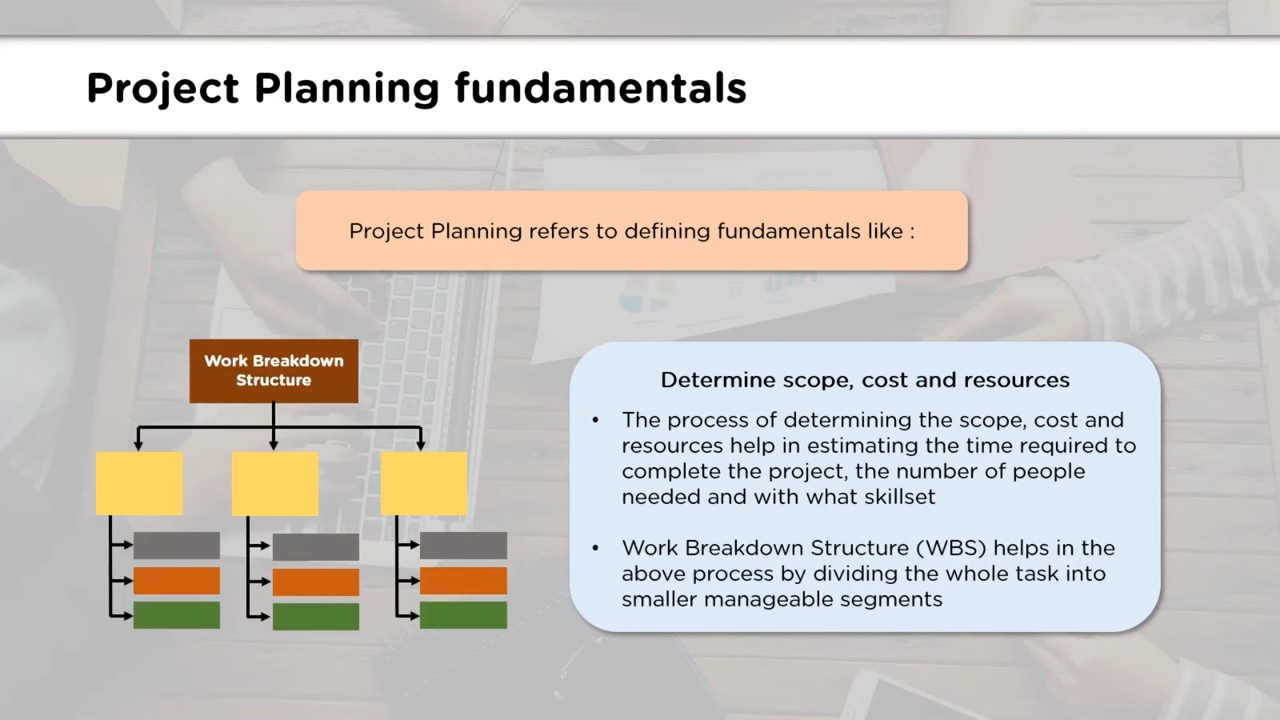 Project Planning fundamentals
Project Planning refers to defining fundamentals like :
Work Breakdown
Structure
Determine scope, cost and resources
• The process of determining the scope, cost and
resources help in estimating the time required to
complete the project, the number of people
needed and with what skillset
• Work Breakdown Structure (WBS) helps in the
above process by dividing the whole task into
smaller manageable segments